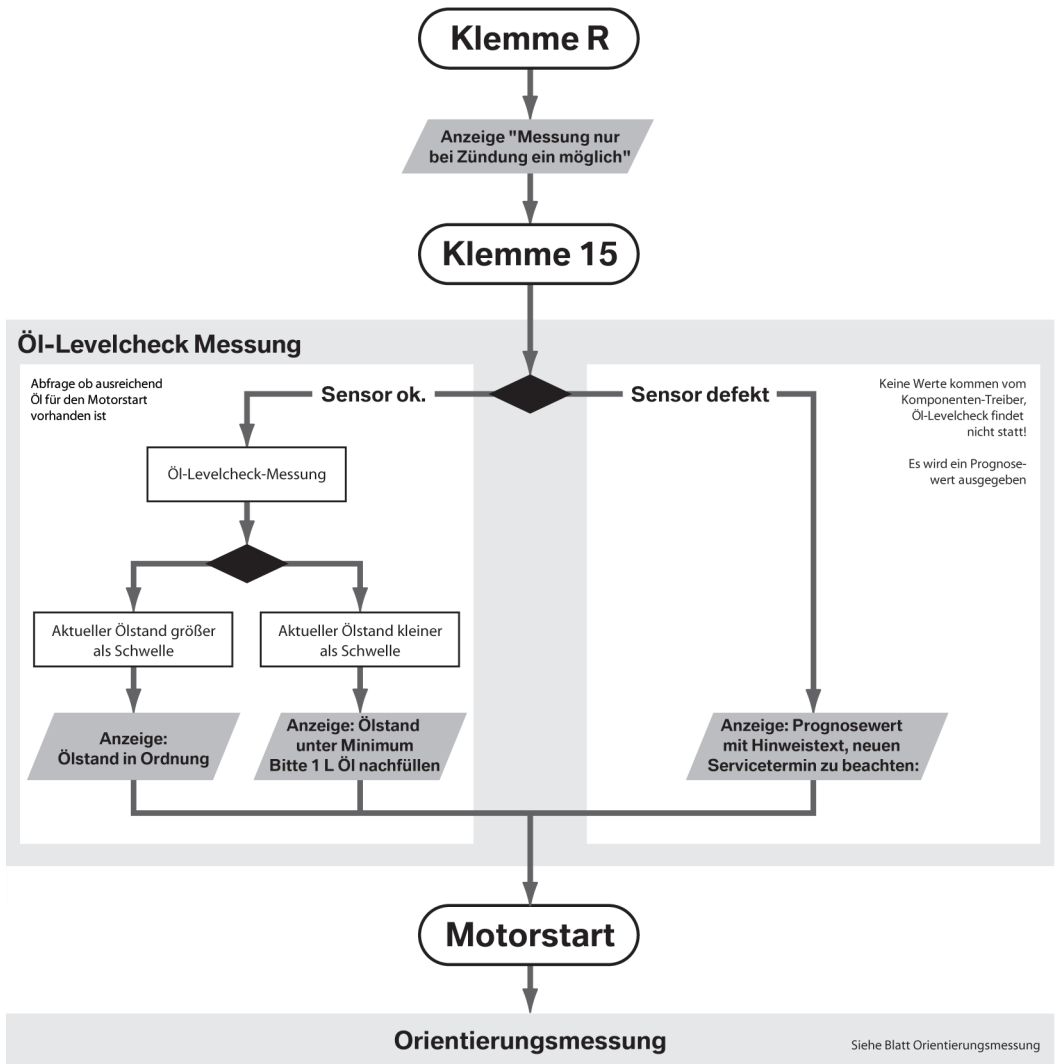 Klemme R
Anzeige "Messung nur
bei Zündung ein möglich"
Klemme 15
Öl-Levelcheck Messung
Abfrage ob ausreichend
Öl für den Motorstart
vorhanden ist
Sensor ok.
Sensor defekt
Keine Werte kommen vom
Komponenten-Treiber,
Öl-Levelcheck findet
nicht statt!
Es wird ein Prognose-
wert ausgegeben
Öl-Levelcheck-Messung
Aktueller Ölstand größer
als Schwelle
Aktueller Ölstand kleiner
als Schwelle
Anzeige:
Ölstand in Ordnung
Anzeige: Ölstand
unter Minimum
Bitte 1 L Öl nachfüllen
Anzeige: Prognosewert
mit Hinweistext, neuen
Servicetermin zu beachten:
Motorstart
Orientierungsmessung
Siehe Blatt Orientierungsmessung